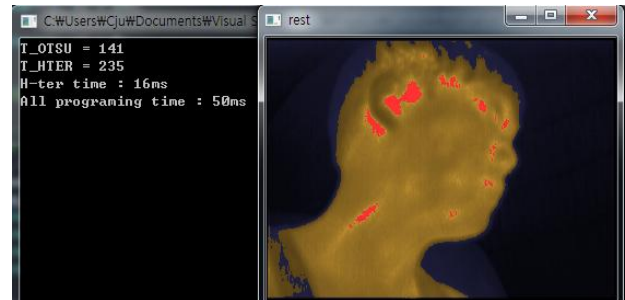 C:₩Users₩Cju₩Documents₩Visual S
rest
T_OTSU = 141
T_HTER = 235
H-ter time : 16ms
All programing time : 50ms